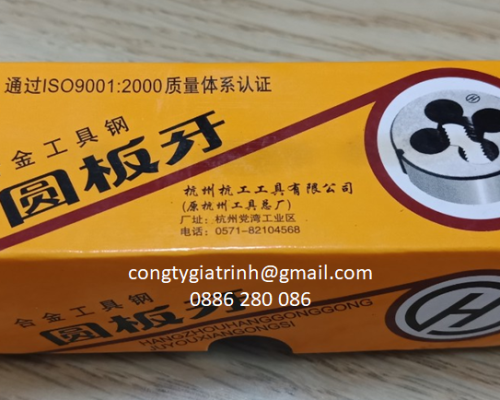 通过ISO9001:2000质量体系认证
金工具钢
圆板牙
杭州杭工工具有限公司
(原杭州工具总厂)
厂址:杭州党湾工业区
电话:0571-82104568
congtygiatrinh@gmail.com
0886 280 086
合金工具钢
圆板牙
HANGZHOUHANGGONGGONG
JUYOUXIANGONGSI
H